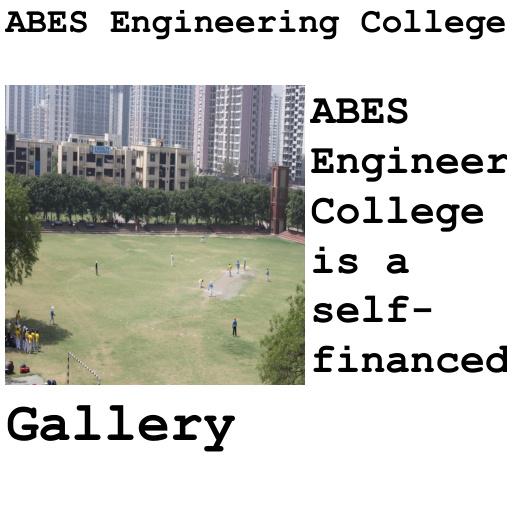 ABES Engineering College
ABES
Engineer
College
is a
self-
financed
Gallery